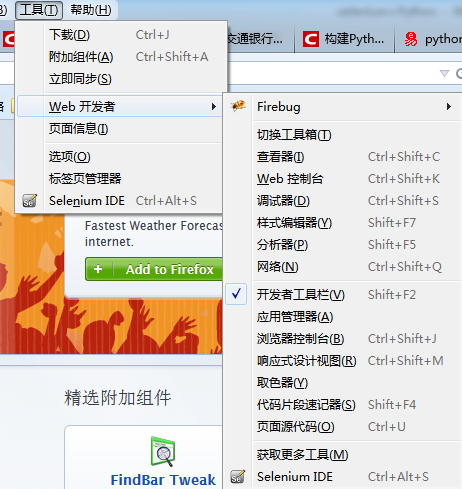 工具(T) 帮助(H)
交通银行...
构建Pyth...
python
下载(D) Ctrl+J
附加组件(A) Ctrl+Shift+A
立即同步(S)
Web 开发者
页面信息(I)
选项(O)
标签页管理器
Selenium IDE Ctrl+Alt+S
Firebug
切换工具箱(T)
查看器(I) Ctrl+Shift+C
Web 控制台 Ctrl+Shift+K
调试器(D) Ctrl+Shift+S
样式编辑器(Y) Shift+F7
分析器(P) Shift+F5
网络(N) Ctrl+Shift+Q
开发者工具栏(V) Shift+F2
应用管理器(A)
浏览器控制台(B) Ctrl+Shift+J
响应式设计视图(R) Ctrl+Shift+M
取色器(Y)
代码片段速记器(S) Shift+F4
页面源代码(O) Ctrl+U
获取更多工具(M)
Selenium IDE Ctrl+Alt+S
Fastest Weather Forecas
internet.
+ Add to Firefox
精选附加组件
FindBar Tweak